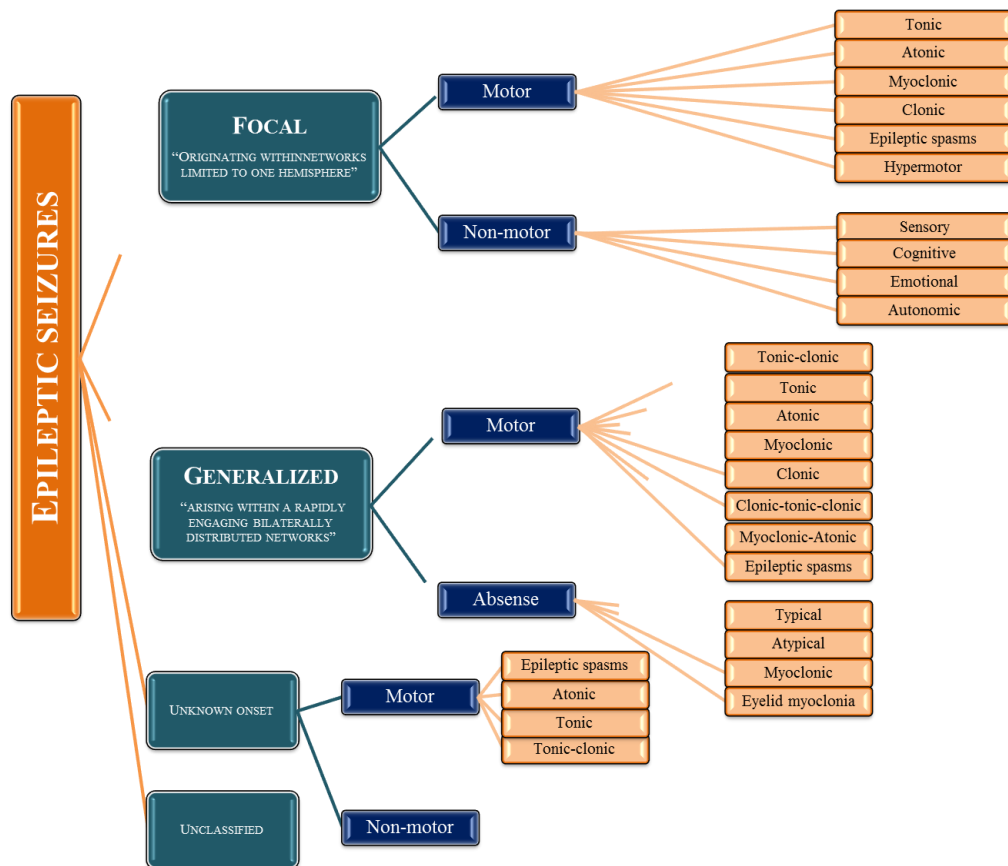 EPILEPTIC SEIZURES
FOCAL
“ORIGINATING WITHINNETWORKS
LIMITED TO ONE HEMISPHERE”
Motor
Tonic
Atonic
Myoclonic
Clonic
Epileptic spasms
Hypermotor
Non-motor
Sensory
Cognitive
Emotional
Autonomic
GENERALIZED
“ARISING WITHIN A RAPIDLY
ENGAGING BILATERALLY
DISTRIBUTED NETWORKS”
Motor
Tonic-clonic
Tonic
Atonic
Myoclonic
Clonic
Clonic-tonic-clonic
Myoclonic-Atonic
Epileptic spasms
Absense
Typical
Atypical
Myoclonic
Eyelid myoclonia
UNKNOWN ONSET
Motor
Epileptic spasms
Atonic
Tonic
Tonic-clonic
Non-motor
UNCLASSIFIED